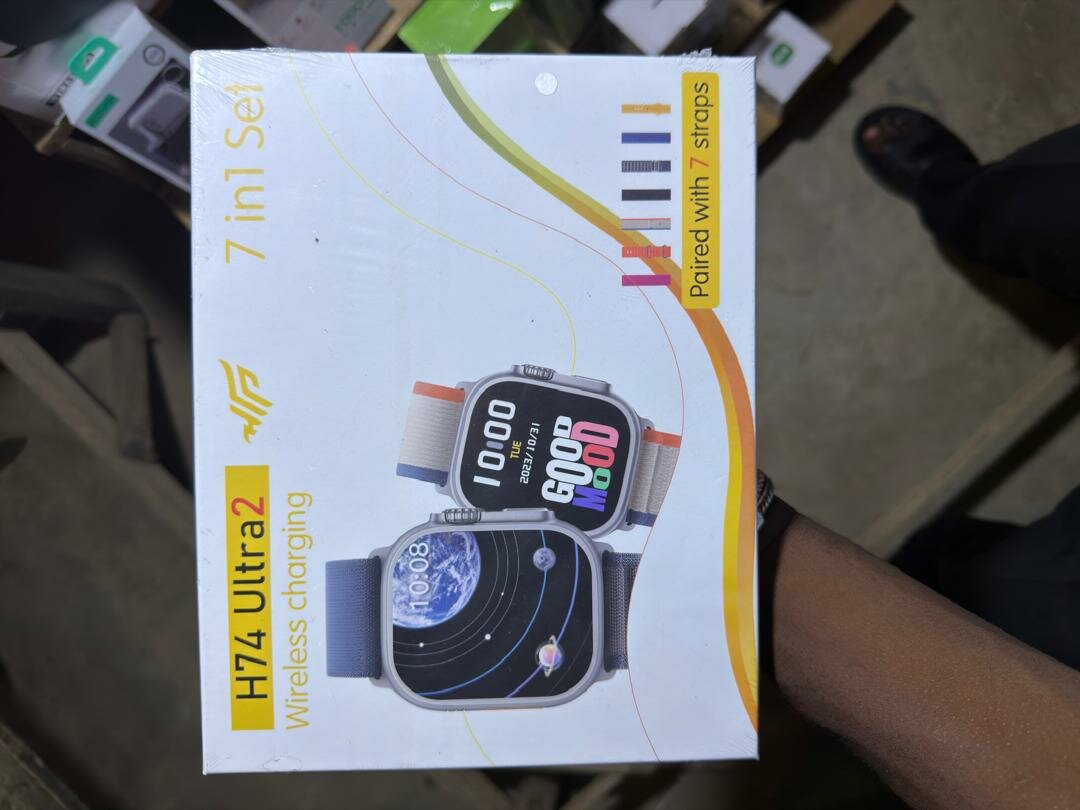 H74 Ultra2
Wireless charging
7 in1 Set
10:08
10:00
TUE
2023/10/31
GOOD
MOOD
Paired with 7 straps